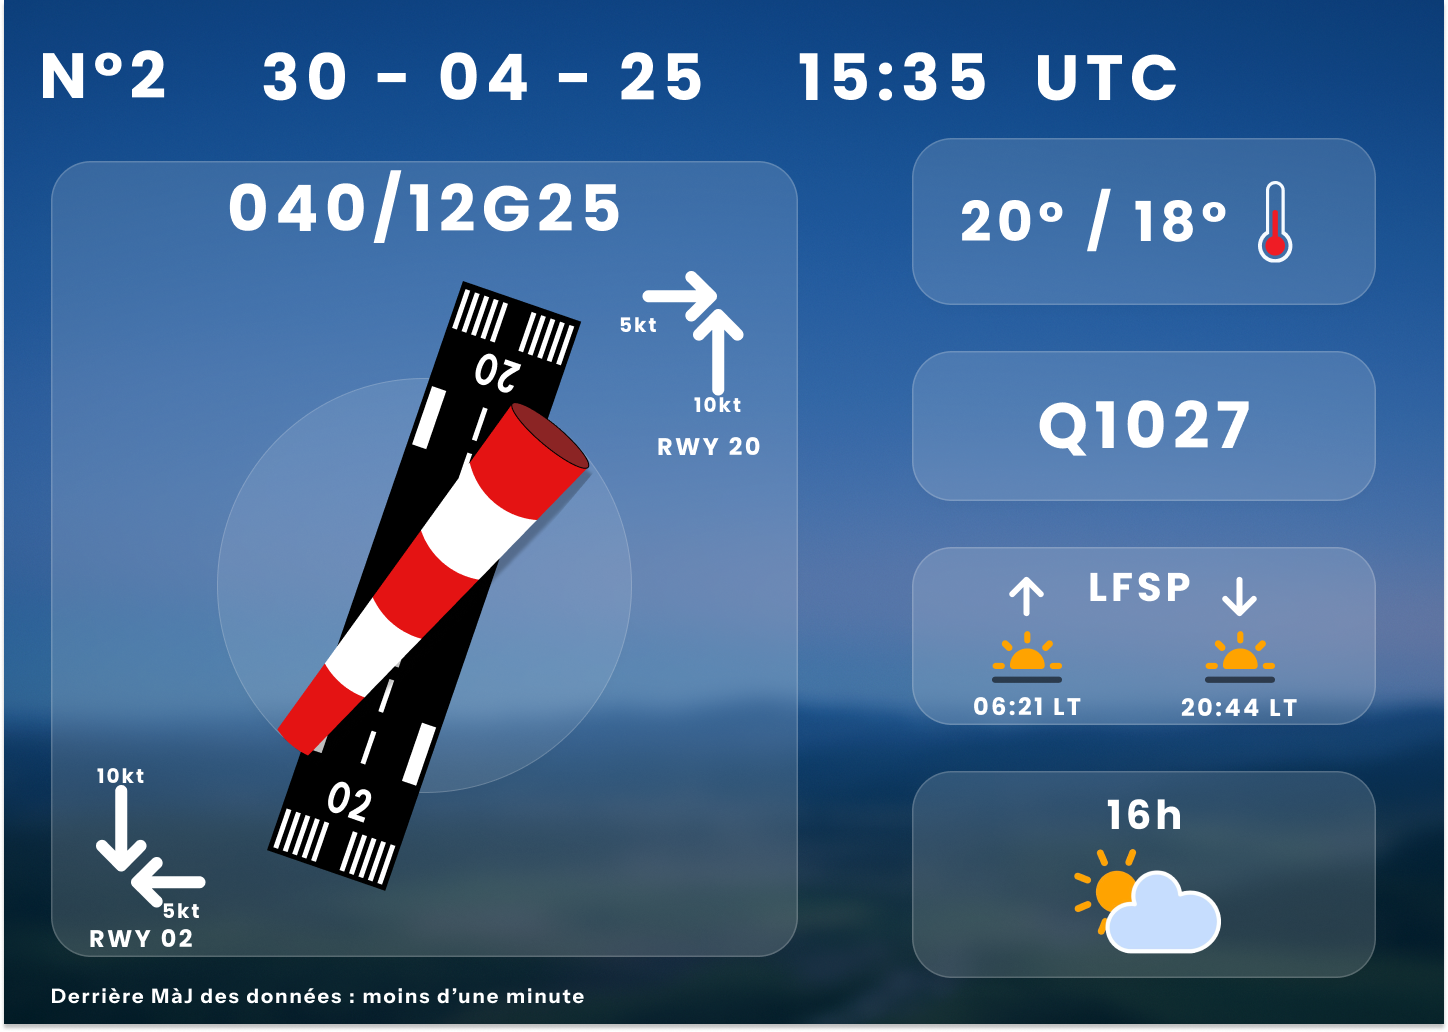 N°2 30 - 04 - 25 15:35 UTC
040/12G25
5kt
10kt
RWY 20
20
02
10kt
5kt
RWY 02
20° / 18°
Q1027
LFSP
06:21 LT 20:44 LT
16h
Derrière MàJ des données : moins d’une minute